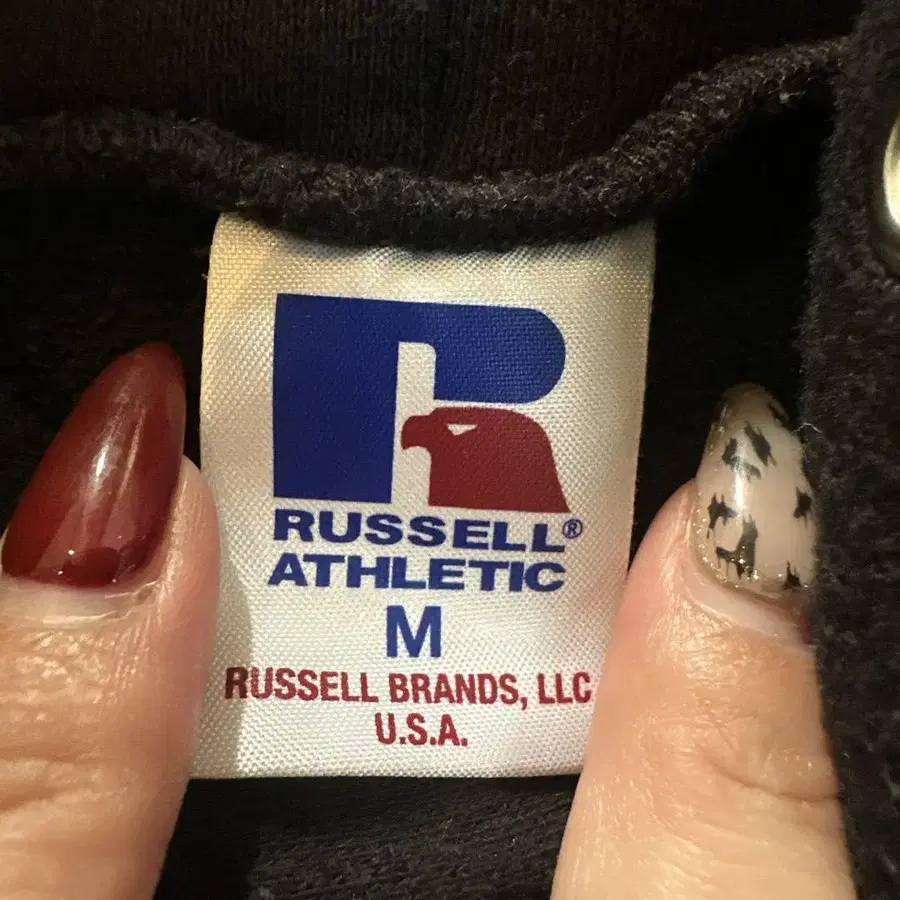 RUSSELL®
ATHLETIC
M
RUSSELL BRANDS, LLC
U.S.A.